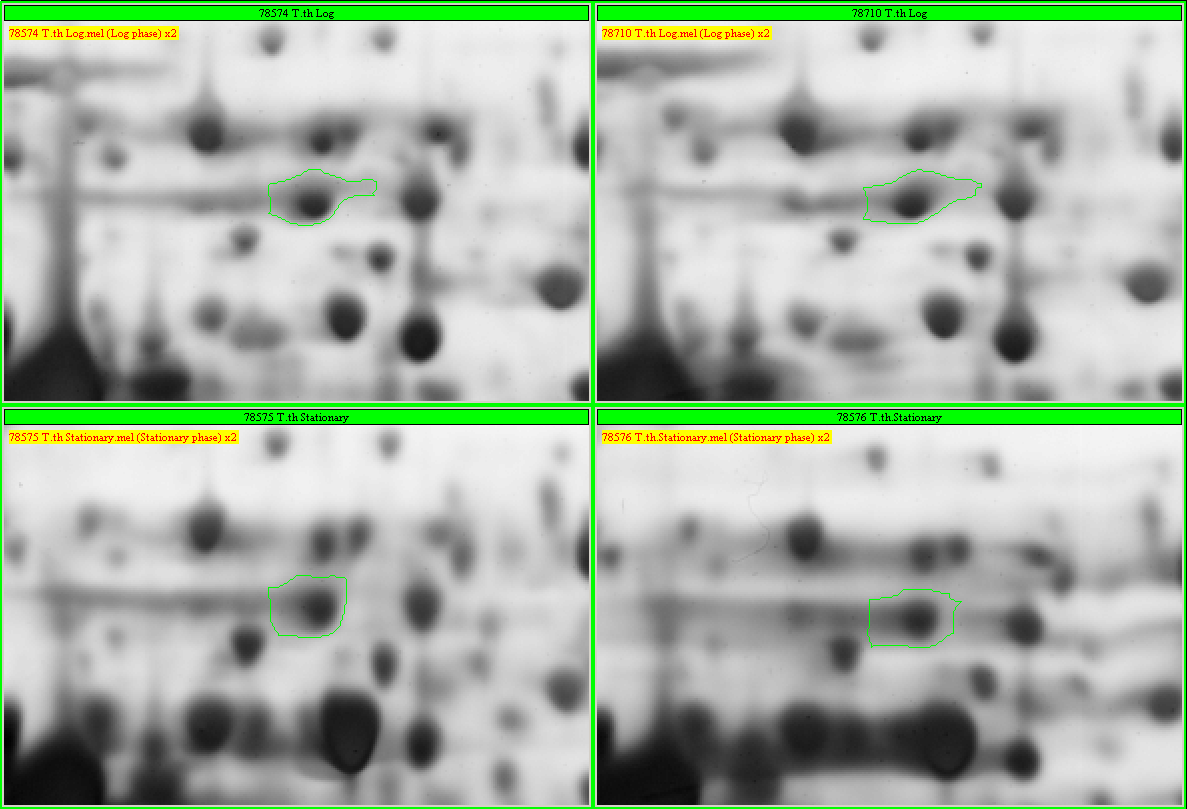 78574 T.th Log
78710 T.th Log
78574 T.th Log.mel (Log phase) x2
78710 T.th Log.mel (Log phase) x2
78575 T.th Stationary
78576 T.th.Stationary
78575 T.th Stationary.mel (Stationary phase) x2
78576 T.th.Stationary.mel (Stationary phase) x2